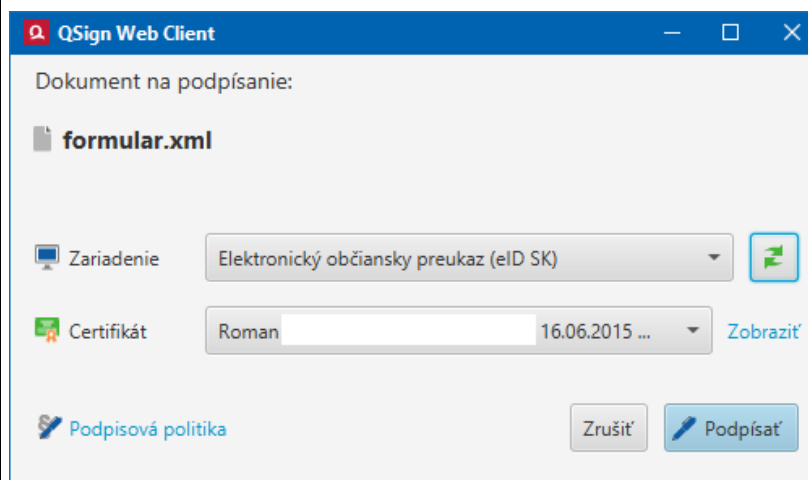 QSign Web Client
Dokument na podpísanie:
formular.xml
Zariadenie Elektronický občiansky preukaz (eID SK)
Certifikát Roman 16.06.2015 ... Zobraziť
Podpisová politika Zrušiť Podpísať